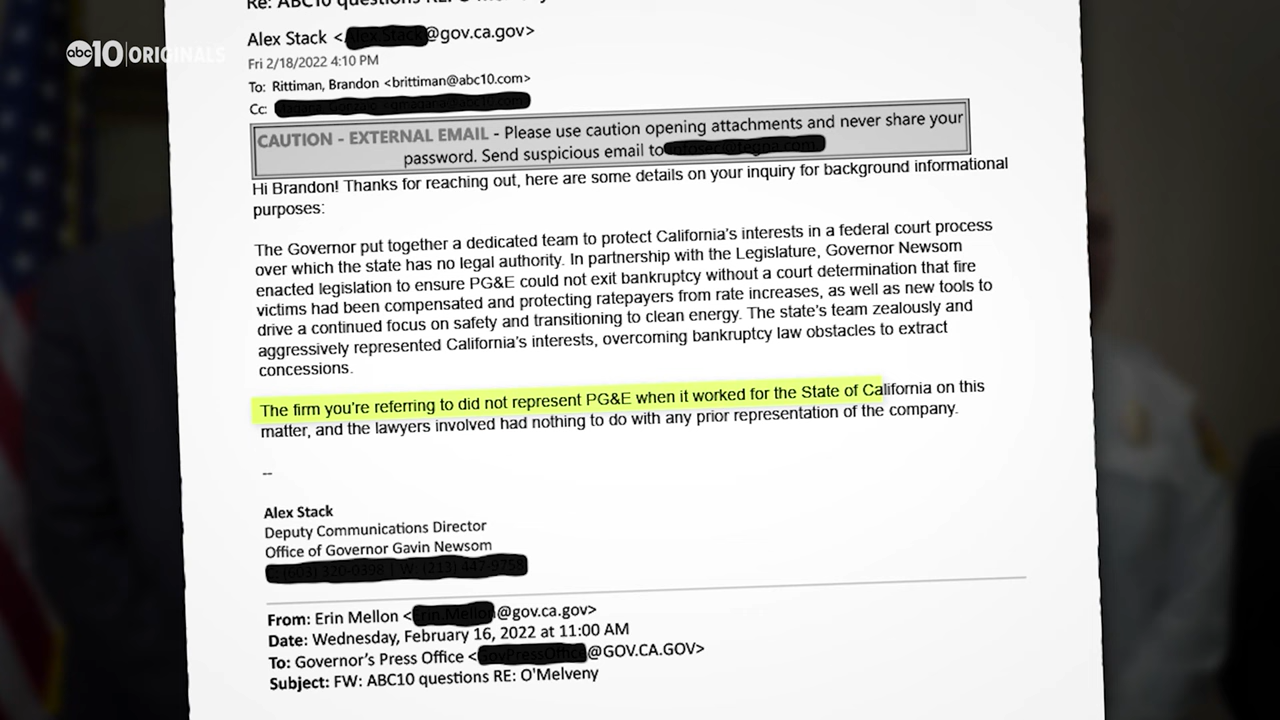 abc10 ORIGINALS
Re: ABC10 questions RE: O'Melveny
Alex Stack <@gov.ca.gov>
Fri 2/18/2022 4:10 PM
To: Rittiman, Brandon <brittiman@abc10.com>
Cc:
CAUTION - EXTERNAL EMAIL - Please use caution opening attachments and never share your
password. Send suspicious email to
Hi Brandon! Thanks for reaching out, here are some details on your inquiry for background informational
purposes:
The Governor put together a dedicated team to protect California's interests in a federal court process
over which the state has no legal authority. In partnership with the Legislature, Governor Newsom
enacted legislation to ensure PG&E could not exit bankruptcy without a court determination that fire
victims had been compensated and protecting ratepayers from rate increases, as well as new tools to
drive a continued focus on safety and transitioning to clean energy. The state's team zealously and
aggressively represented California's interests, overcoming bankruptcy law obstacles to extract
concessions.
The firm you're referring to did not represent PG&E when it worked for the State of California on this
matter, and the lawyers involved had nothing to do with any prior representation of the company.
--
Alex Stack
Deputy Communications Director
Office of Governor Gavin Newsom
From: Erin Mellon <@gov.ca.gov>
Date: Wednesday, February 16, 2022 at 11:00 AM
To: Governor's Press Office <@GOV.CA.GOV>
Subject: FW: ABC10 questions RE: O'Melveny